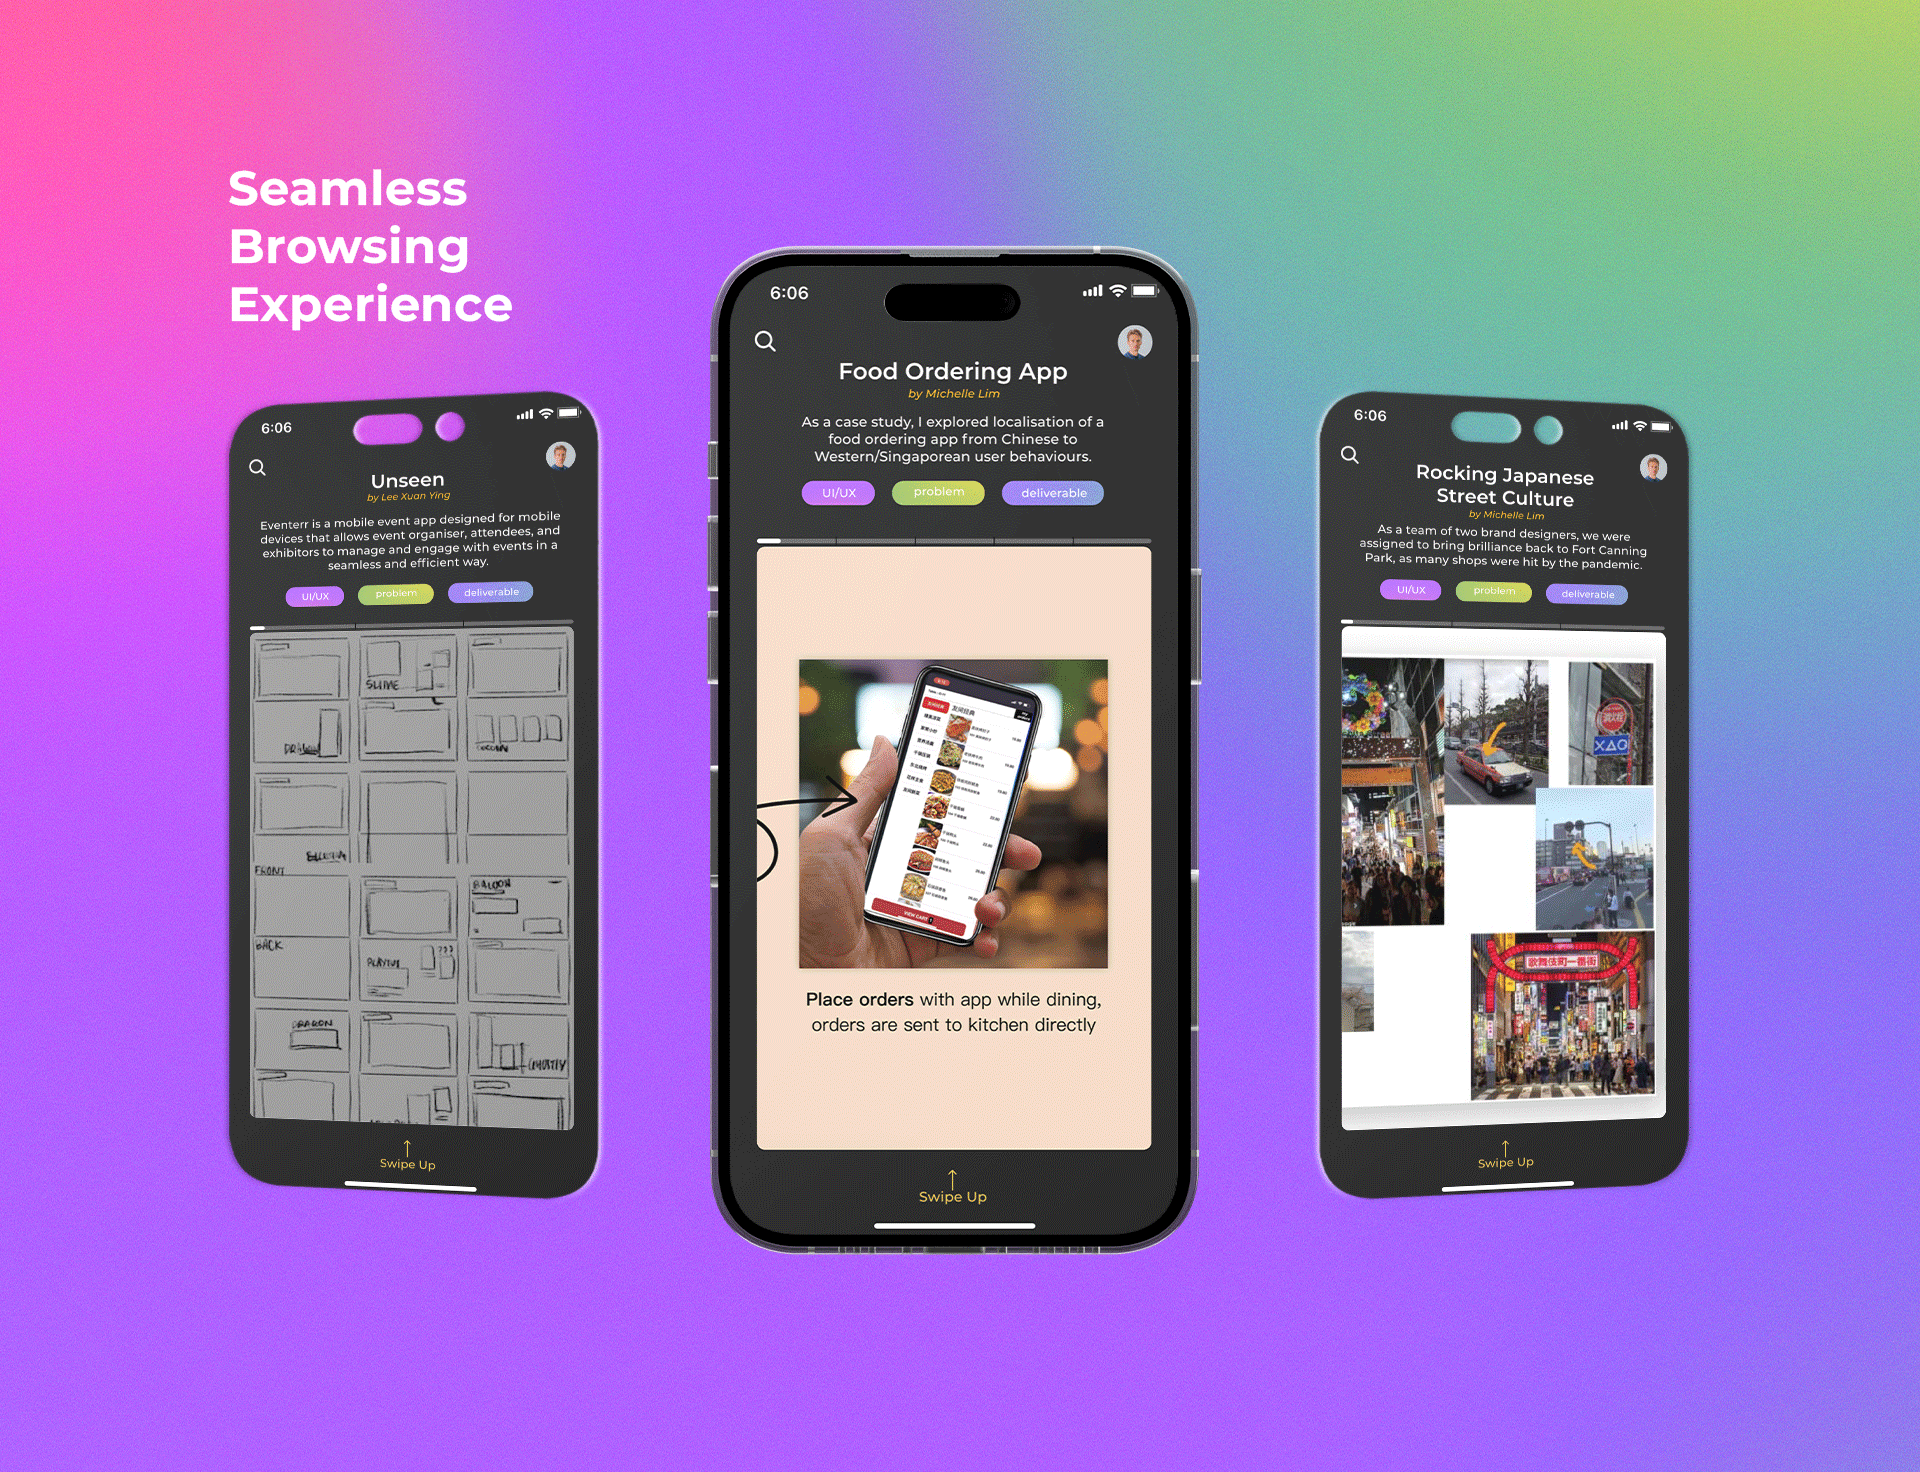 Seamless
Browsing
Experience
6:06
Unseen
by Lee Xuan Ying
Eventerr is a mobile event app designed for mobile
devices that allows event organiser, attendees, and
exhibitors to manage and engage with events in a
seamless and efficient way.
UI/UX
problem
deliverable
SLIME
DRAGON
COCOON
FRONT
BALOON
BACK
PLAYFUL
???
DRAGON
GHOSTLY
Swipe Up
6:06
Food Ordering App
by Michelle Lim
As a case study, I explored localisation of a
food ordering app from Chinese to
Western/Singaporean user behaviours.
UI/UX
problem
deliverable
VIEW CART
Place orders with app while dining,
orders are sent to kitchen directly
Swipe Up
6:06
Rocking Japanese
Street Culture
by Michelle Lim
As a team of two brand designers, we were
assigned to bring brilliance back to Fort Canning
Park, as many shops were hit by the pandemic.
UI/UX
problem
deliverable
歌舞伎町一番街
Swipe Up